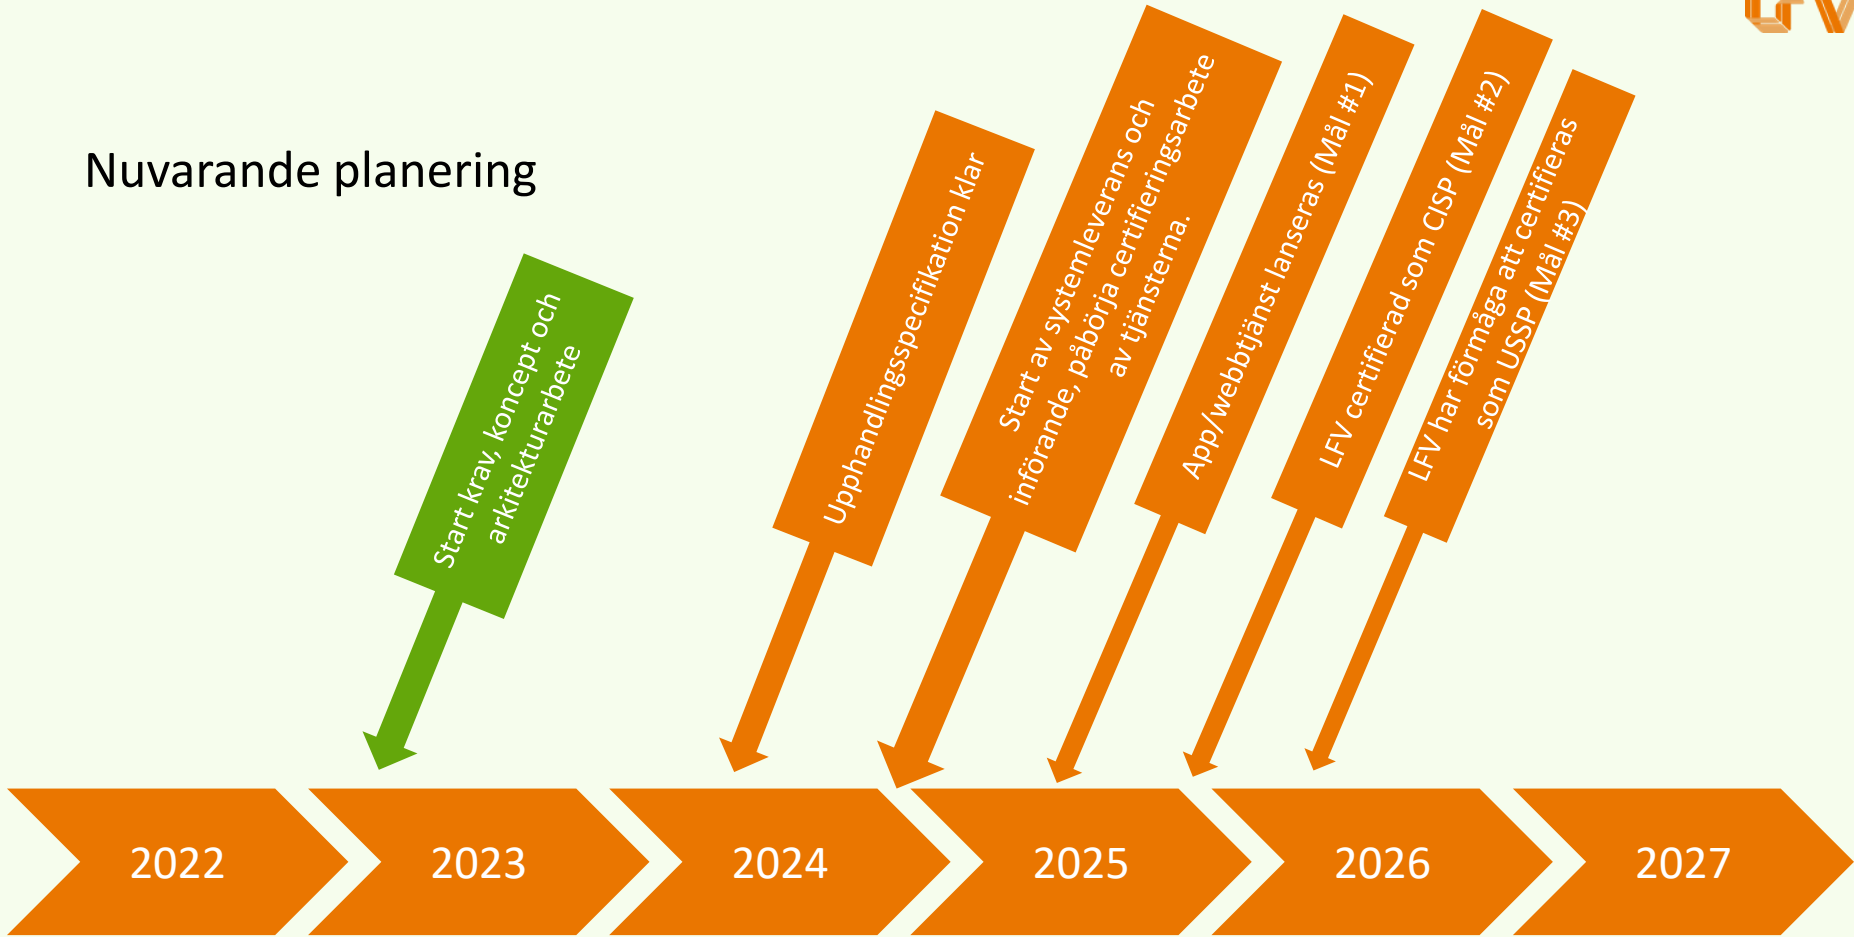 LFV
Nuvarande planering
Start krav, koncept och
arkitekturarbete
Upphandlingsspecifikation klar
Start av systemleverans och
införande, påbörja certifieringsarbete
av tjänsterna.
App/webbtjänst lanseras (Mål #1)
LFV certifierad som CISP (Mål #2)
LFV har förmåga att certifieras
som USSP (Mål #3)
2022
2023
2024
2025
2026
2027